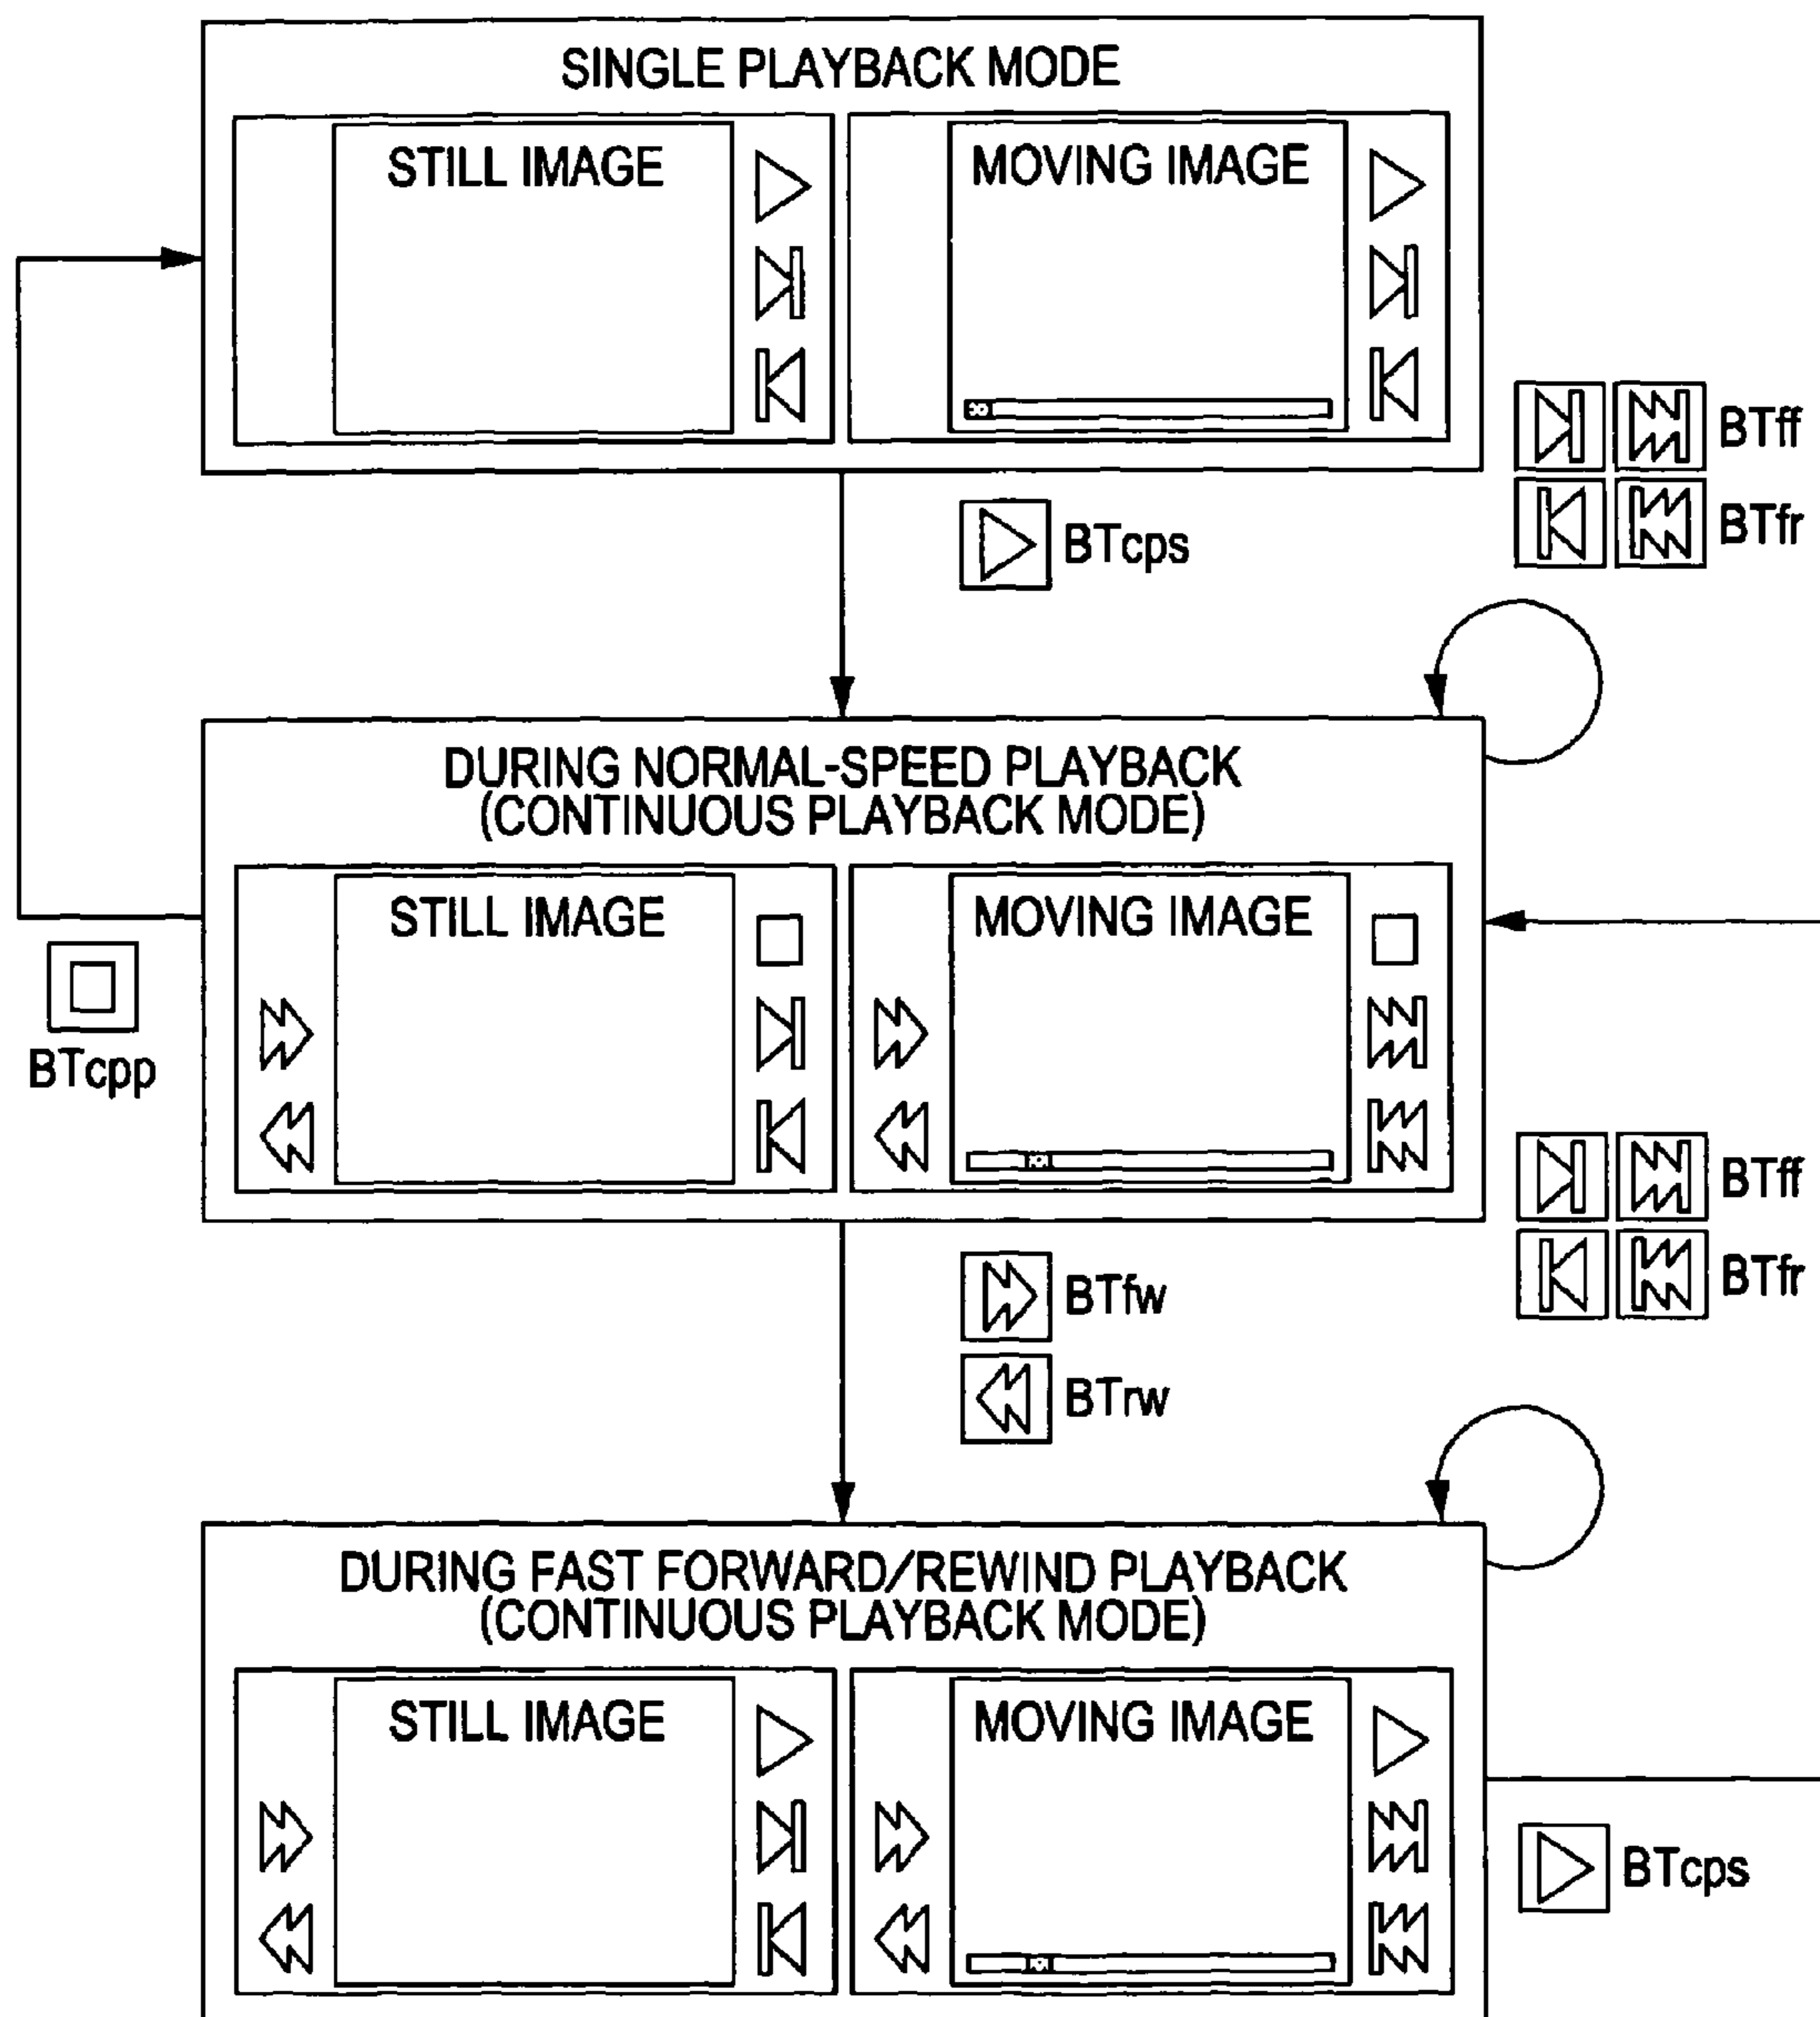 SINGLE PLAYBACK MODE
STILL IMAGE
MOVING IMAGE
BTff
BTfr
BTcps
DURING NORMAL-SPEED PLAYBACK
(CONTINUOUS PLAYBACK MODE)
STILL IMAGE
MOVING IMAGE
BTcpp
BTff
BTfr
BTfw
BTrw
DURING FAST FORWARD/REWIND PLAYBACK
(CONTINUOUS PLAYBACK MODE)
STILL IMAGE
MOVING IMAGE
BTcps